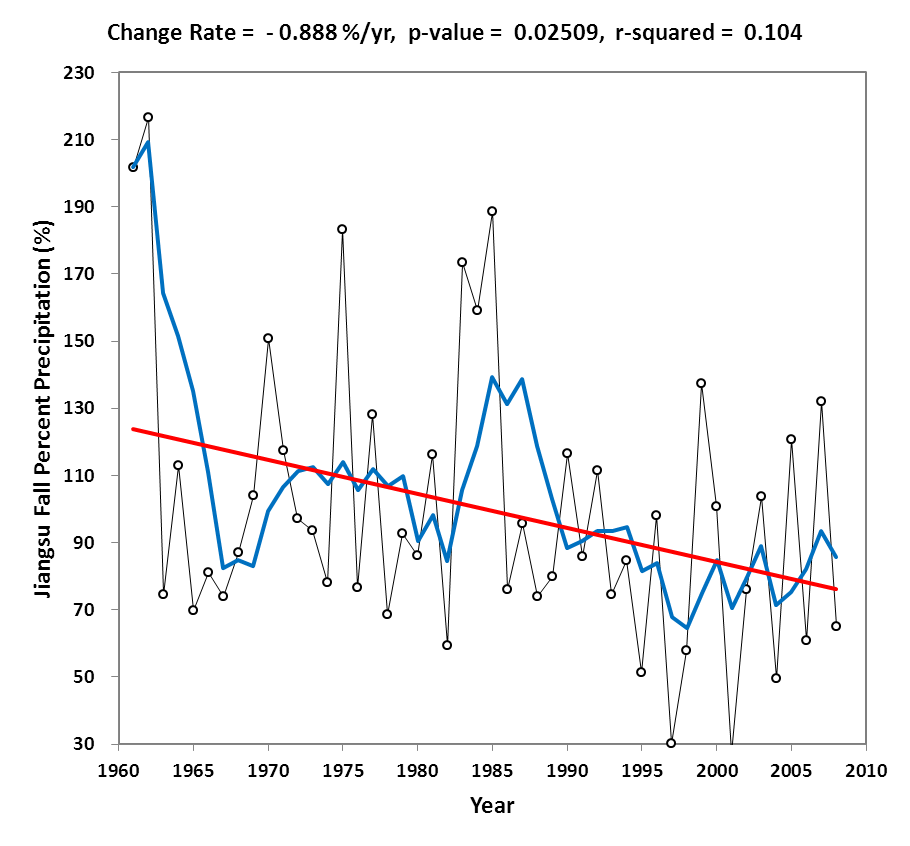 Change Rate = - 0.888 %/yr, p-value = 0.02509, r-squared = 0.104
230
210
190
170
150
130
110
90
70
50
30
Jiangsu Fall Percent Precipitation (%)
1960 1965 1970 1975 1980 1985 1990 1995 2000 2005 2010
Year